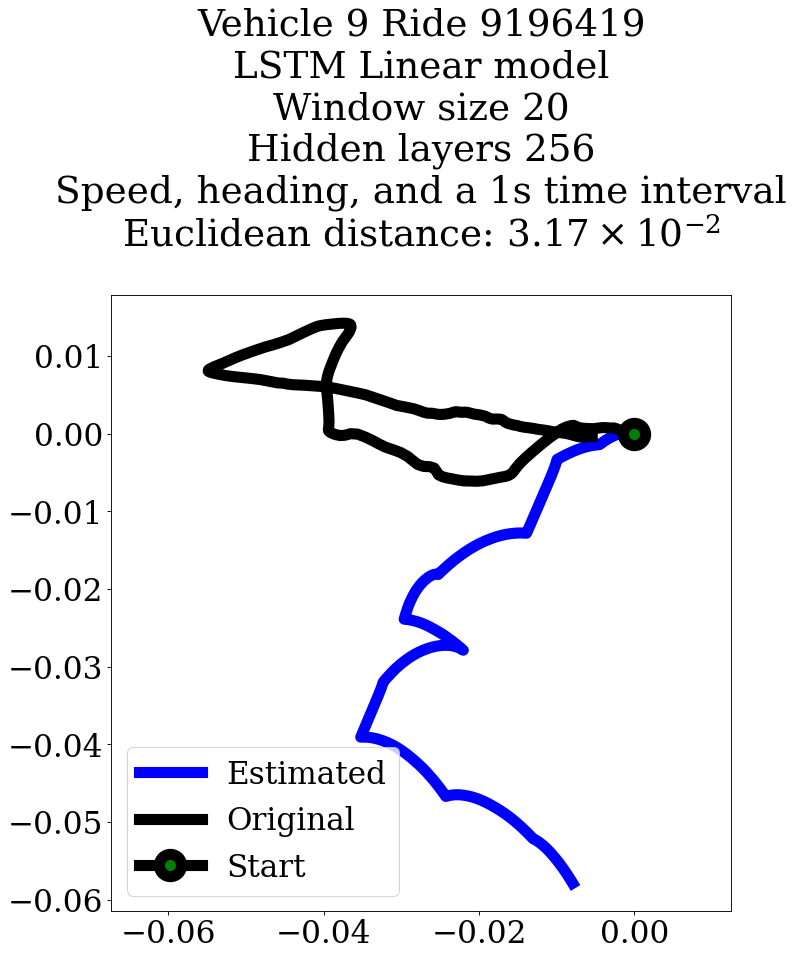 Vehicle 9 Ride 9196419
LSTM Linear model
Window size 20
Hidden layers 256
Speed, heading, and a 1s time interval
Euclidean distance: 3.17 × 10⁻²
0.01
0.00
−0.01
−0.02
−0.03
−0.04
−0.05
−0.06
Estimated
Original
Start
−0.06 −0.04 −0.02 0.00